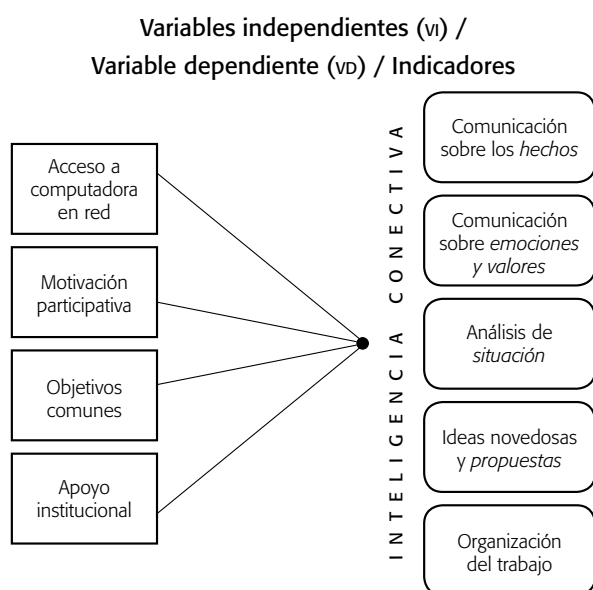 Variables independientes (VI) /
Variable dependiente (VD) / Indicadores
Acceso a
computadora
en red
Motivación
participativa
Objetivos
comunes
Apoyo
institucional
INTELIGENCIA CONECTIVA
Comunicación
sobre los hechos
Comunicación
sobre emociones
y valores
Análisis de
situación
Ideas novedosas
y propuestas
Organización
del trabajo